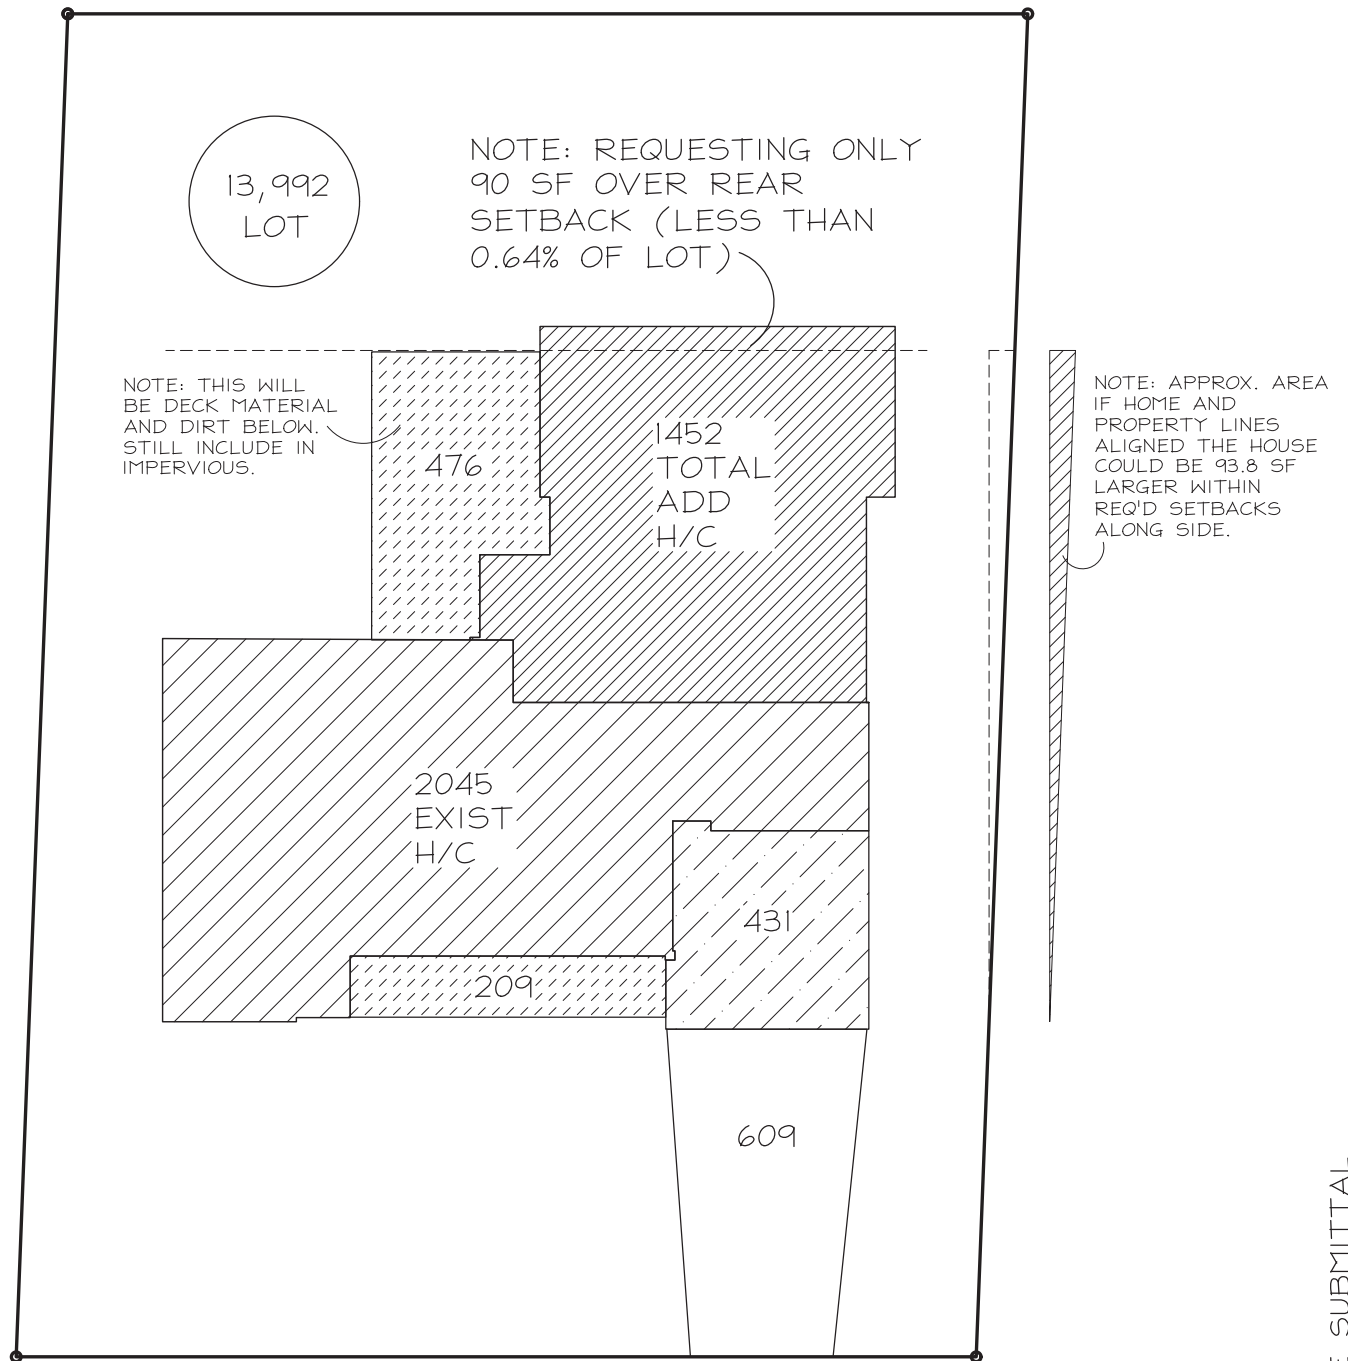 13,992
LOT
NOTE: REQUESTING ONLY
90 SF OVER REAR
SETBACK (LESS THAN
0.64% OF LOT)
NOTE: THIS WILL
BE DECK MATERIAL
AND DIRT BELOW.
STILL INCLUDE IN
IMPERVIOUS.
476
1452
TOTAL
ADD
H/C
NOTE: APPROX. AREA
IF HOME AND
PROPERTY LINES
ALIGNED THE HOUSE
COULD BE 93.8 SF
LARGER WITHIN
REQ'D SETBACKS
ALONG SIDE.
2045
EXIST
H/C
431
209
609
SUBMITTAL